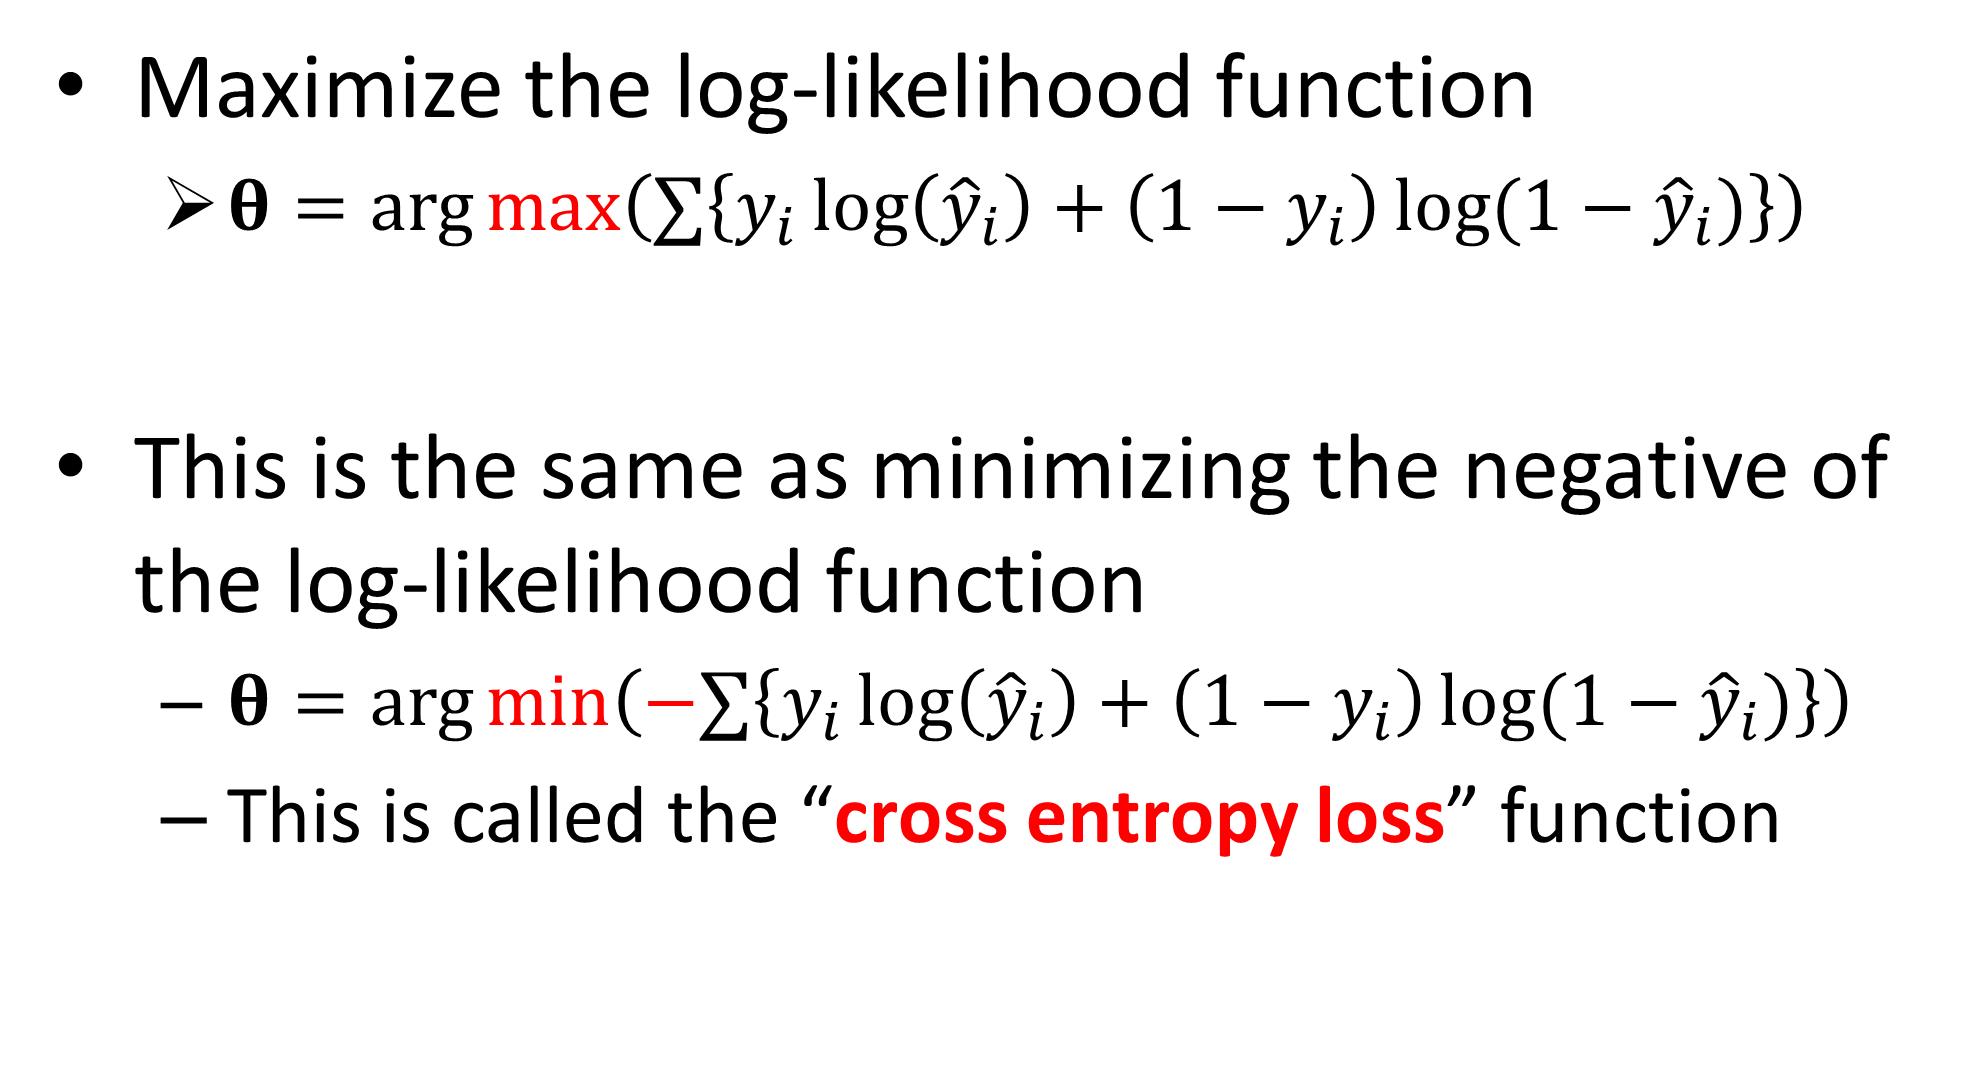 • Maximize the log-likelihood function
➢ θ = arg max(∑{yᵢ log(ŷᵢ) + (1 − yᵢ) log(1 − ŷᵢ)})
• This is the same as minimizing the negative of
the log-likelihood function
– θ = arg min(−∑{yᵢ log(ŷᵢ) + (1 − yᵢ) log(1 − ŷᵢ)})
– This is called the “cross entropy loss” function